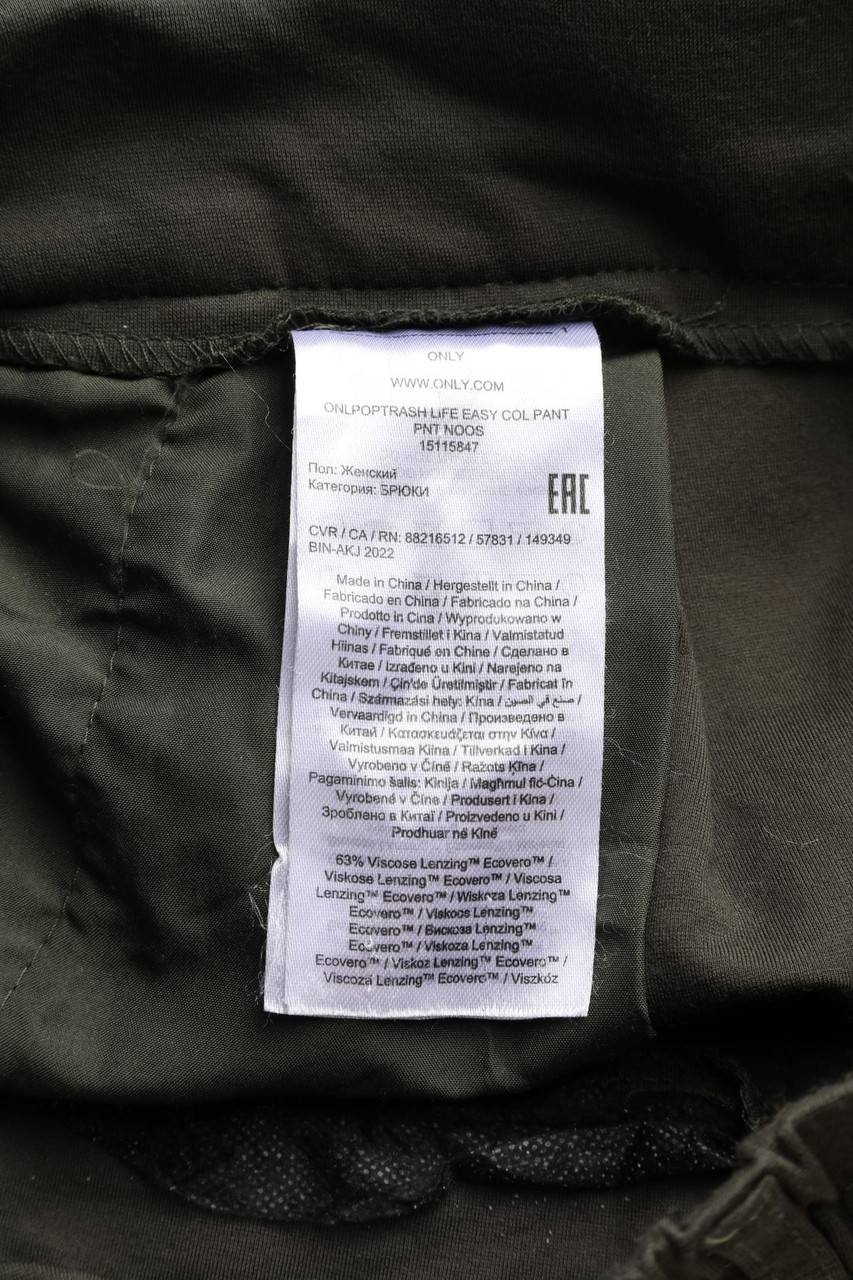 ONLY
WWW.ONLY.COM
ONLPOPTRASH LIFE EASY COL PANT
PNT NOOS
15115847
Пол: Женский
Категория: БРЮКИ
EAC
CVR / CA / RN: 88216512 / 57831 / 149349
BIN-AKJ 2022
Made in China / Hergestellt in China /
Fabricado en China / Fabricado na China /
Prodotto in Cina / Wyprodukowano w
Chiny / Fremstillet i Kina / Valmistatud
Hiinas / Fabriqué en Chine / Сделано в
Китае / Izrađeno u Kini / Narejeno na
Kitajskem / Çin'de Üretilmiştir / Fabricat în
China / Származási hely: Kína / صنع في الصين /
Vervaardigd in China / Произведено в
Китай / Κατασκευάζεται στην Κίνα /
Valmistusmaa Kiina / Tillverkad i Kina /
Vyrobeno v Číně / Ražots Ķīna /
Pagaminimo šalis: Kinija / Magħmul fiċ-Ċina /
Vyrobené v Číne / Produsert i Kina /
Зроблено в Китаї / Proizvedeno u Kini /
Prodhuar në Kinë
63% Viscose Lenzing™ Ecovero™ /
Viskose Lenzing™ Ecovero™ / Viscosa
Lenzing™ Ecovero™ / Wiskoza Lenzing™
Ecovero™ / Viskoos Lenzing™
Ecovero™ / Вискоза Lenzing™
Ecovero™ / Viskoza Lenzing™
Ecovero™ / Viskoz Lenzing™ Ecovero™ /
Viscoza Lenzing™ Ecovero™ / Viszkóz